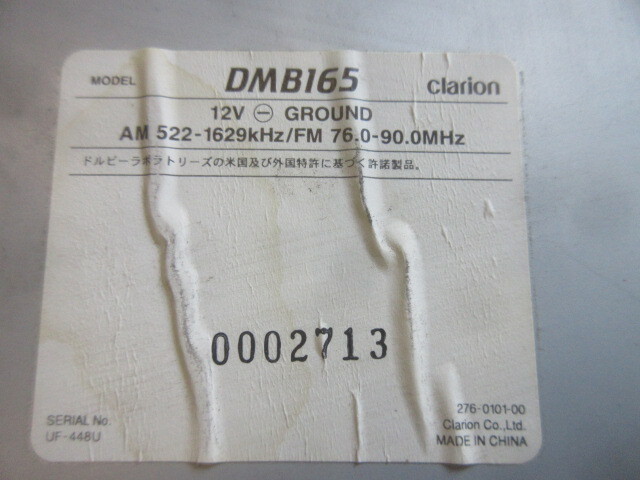 MODEL DMB165 clarion
12V ⊖ GROUND
AM 522-1629kHz/FM 76.0-90.0MHz
ドルビーラボラトリーズの米国及び外国特許に基づく許諾製品。
0002713
SERIAL No.
UF-448U
276-0101-00
Clarion Co.,Ltd.
MADE IN CHINA